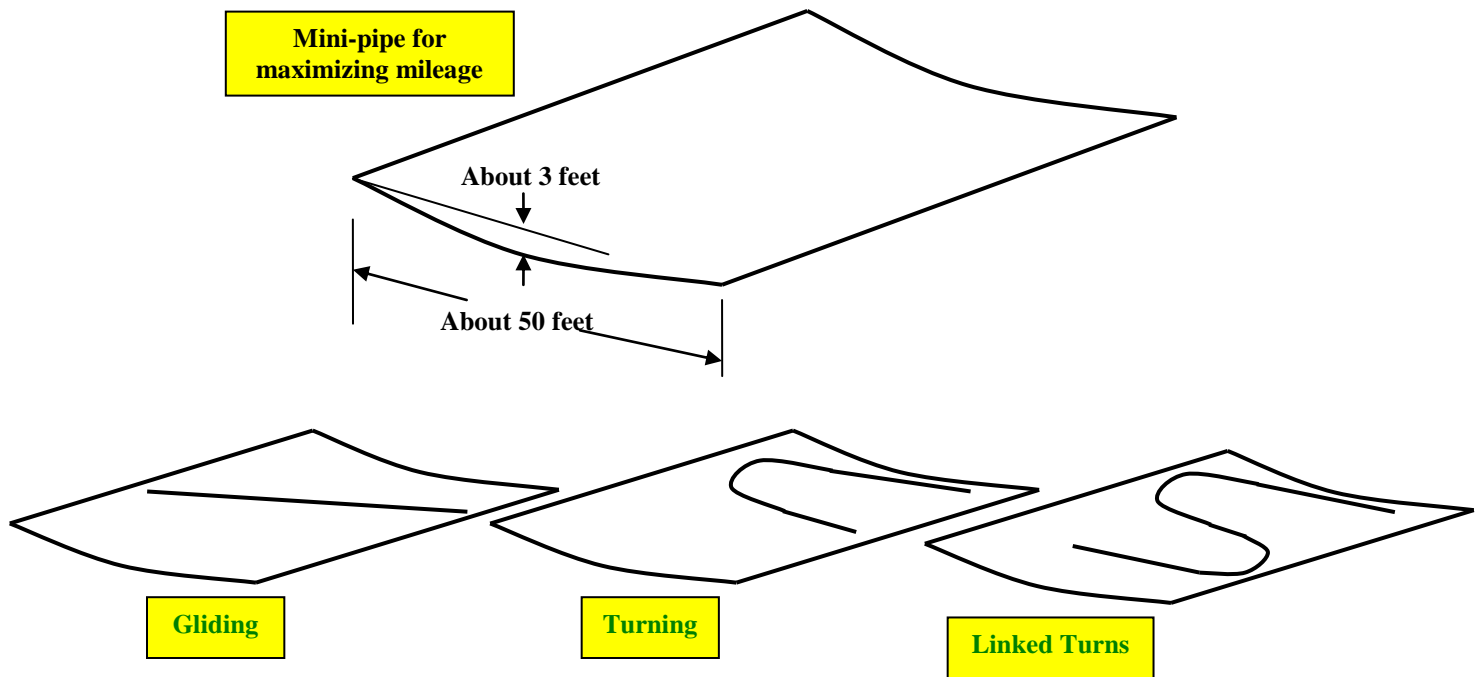 Mini-pipe for
maximizing mileage
About 3 feet
About 50 feet
Gliding
Turning
Linked Turns